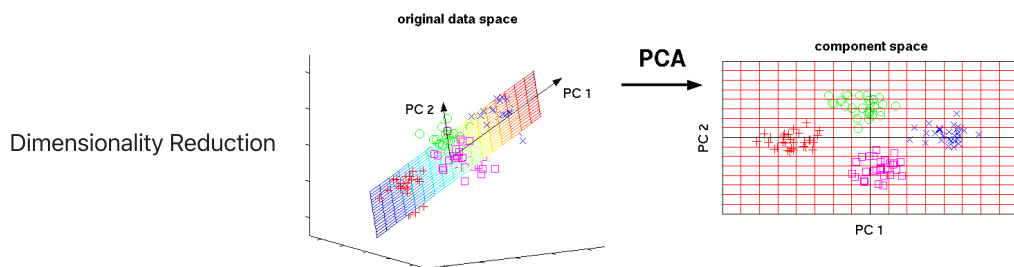 Dimensionality Reduction
original data space
PC 2
PC 1
PCA
component space
PC 2
PC 1